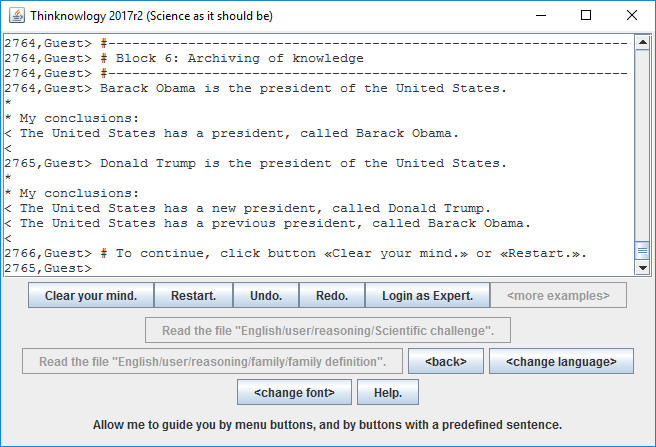 Thinknowlogy 2017r2 (Science as it should be)
2764,Guest> #--------------------------------------------------------------------
2764,Guest> # Block 6: Archiving of knowledge
2764,Guest> #--------------------------------------------------------------------
2764,Guest> Barack Obama is the president of the United States.
*
* My conclusions:
< The United States has a president, called Barack Obama.
<
2765,Guest> Donald Trump is the president of the United States.
*
* My conclusions:
< The United States has a new president, called Donald Trump.
< The United States has a previous president, called Barack Obama.
<
2766,Guest> # To continue, click button «Clear your mind.» or «Restart.».
2765,Guest>
Clear your mind. Restart. Undo. Redo. Login as Expert. <more examples>
Read the file "English/user/reasoning/Scientific challenge".
Read the file "English/user/reasoning/family/family definition". <back> <change language>
<change font> Help.
Allow me to guide you by menu buttons, and by buttons with a predefined sentence.